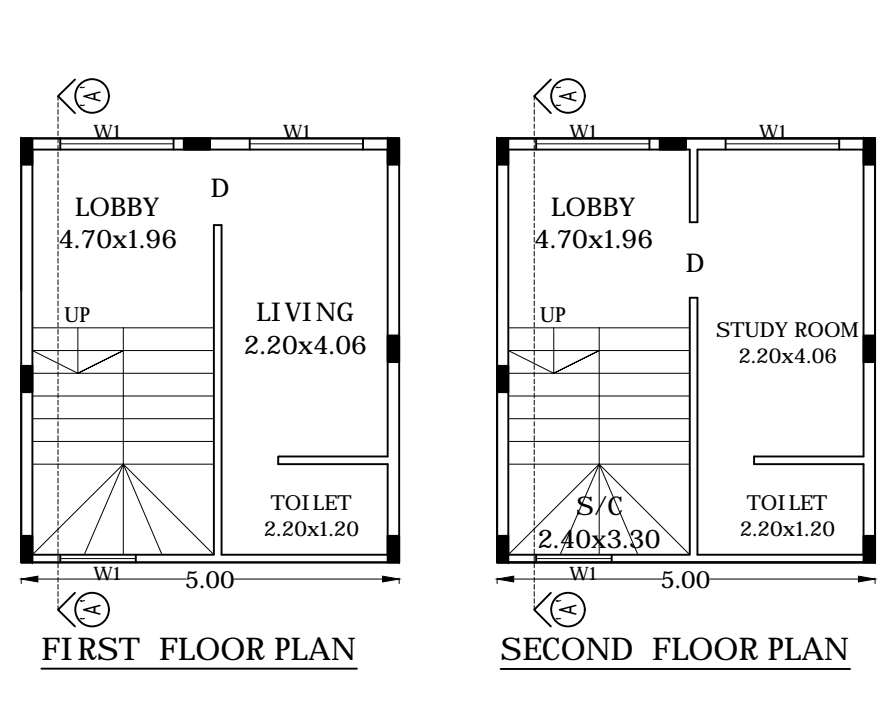 A
W1
W1
D
LOBBY
4.70x1.96
UP
LIVING
2.20x4.06
TOILET
2.20x1.20
W1
5.00
A
FIRST FLOOR PLAN
A
W1
W1
LOBBY
4.70x1.96
D
UP
STUDY ROOM
2.20x4.06
S/C
2.40x3.30
TOILET
2.20x1.20
W1
5.00
A
SECOND FLOOR PLAN